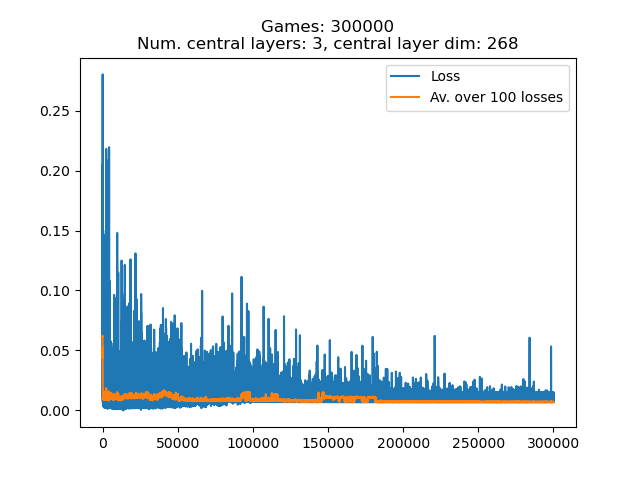 Games: 300000
Num. central layers: 3, central layer dim: 268
Loss
Av. over 100 losses
0.25
0.20
0.15
0.10
0.05
0.00
0 50000 100000 150000 200000 250000 300000